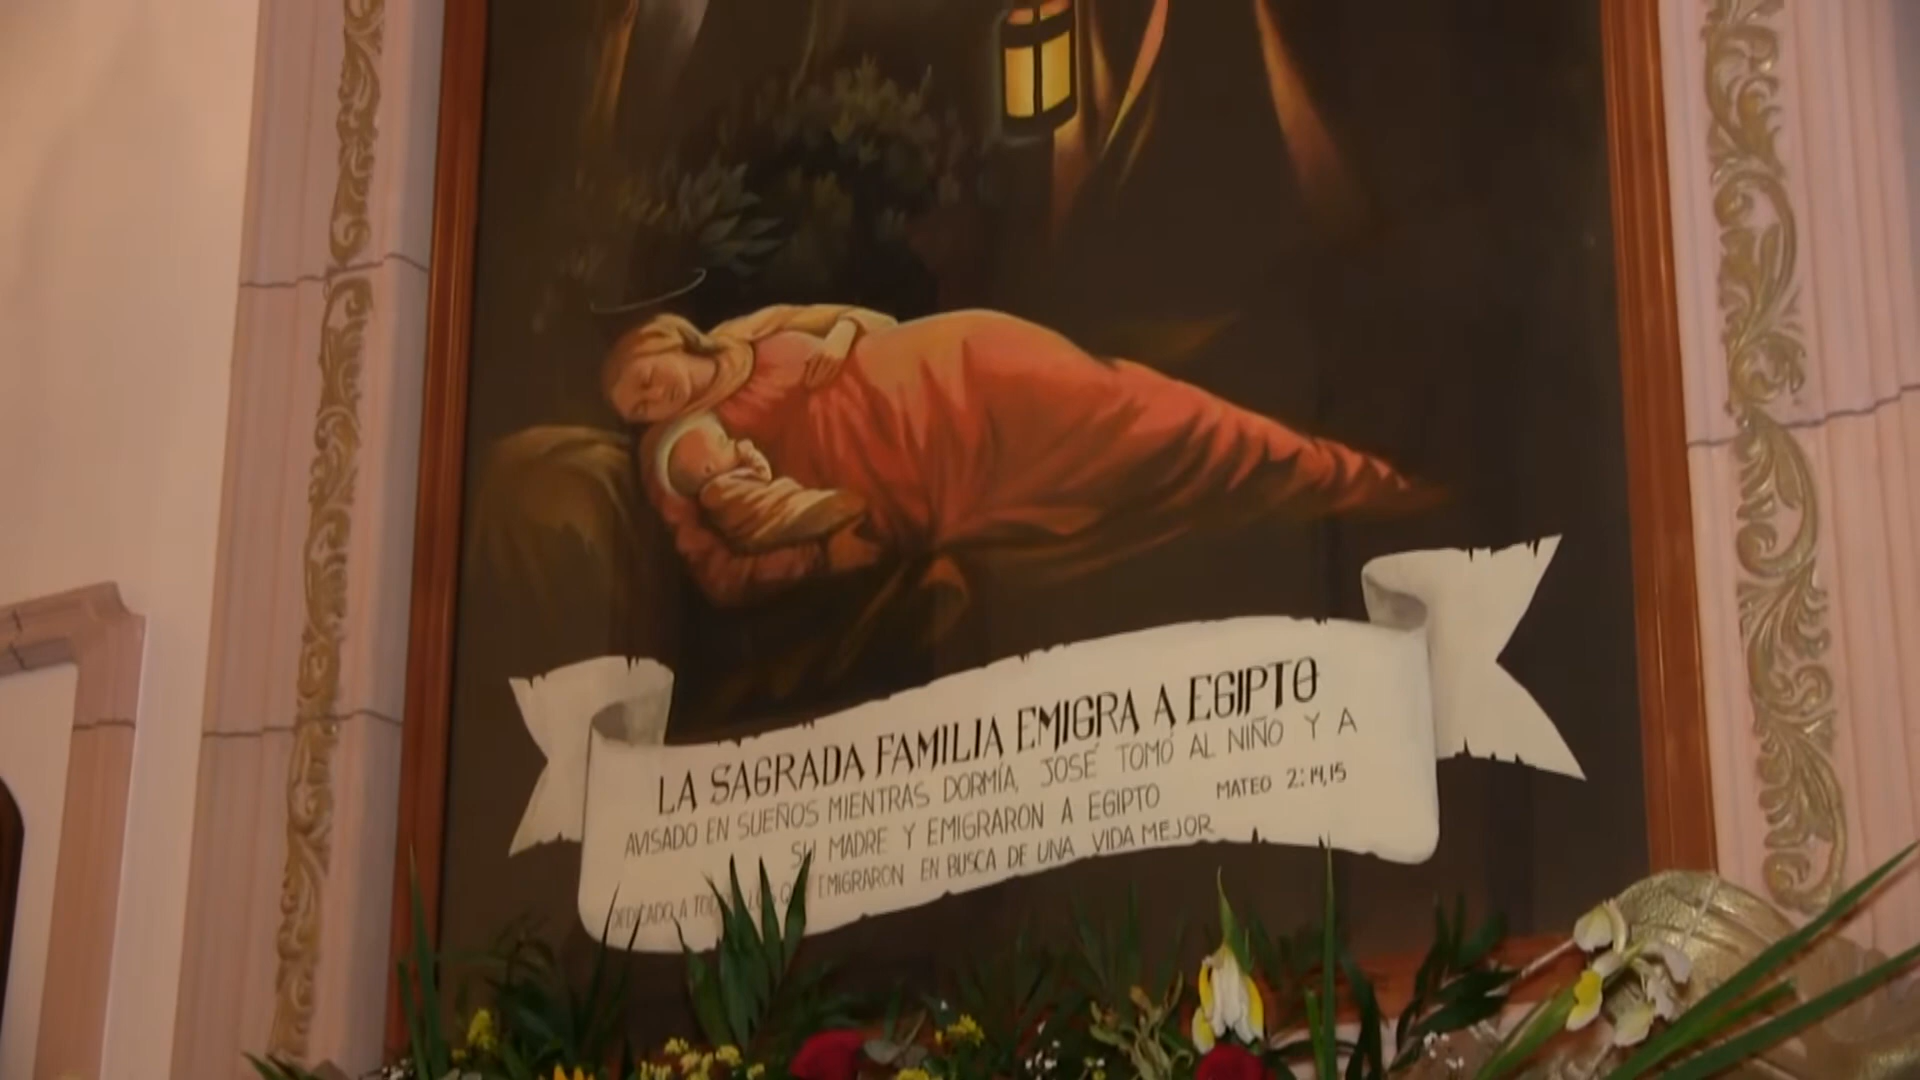 LA SAGRADA FAMILIA EMIGRA A EGIPTO
AVISADO EN SUEÑOS MIENTRAS DORMÍA, JOSÉ TOMÓ AL NIÑO Y A
SU MADRE Y EMIGRARON A EGIPTO MATEO 2:14,15
DEDICADO A EMIGRARON EN BUSCA DE UNA VIDA MEJOR